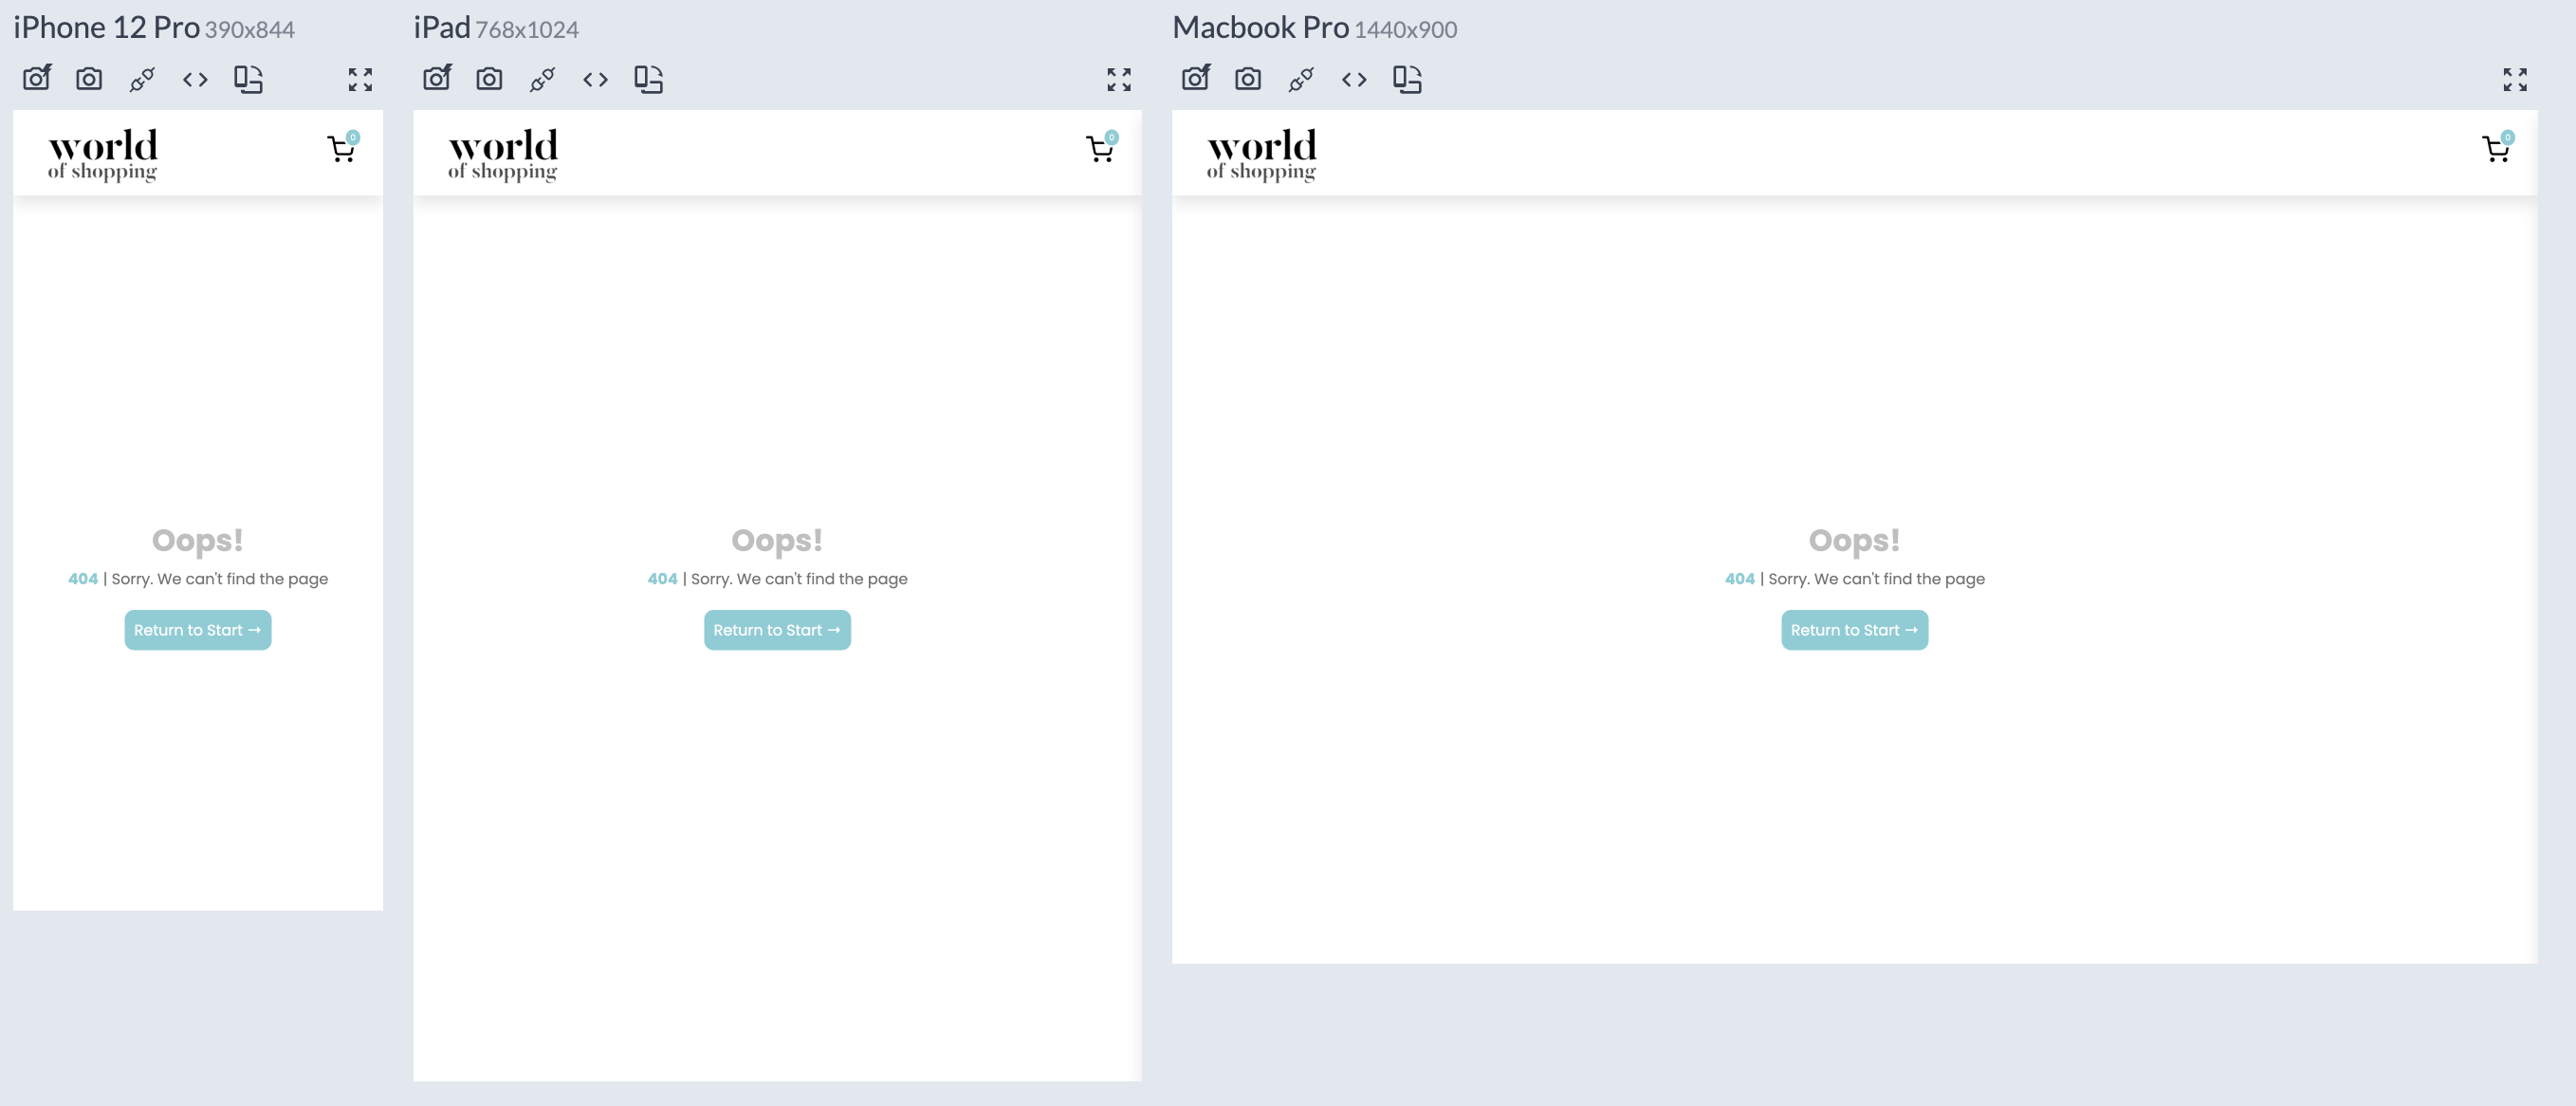 iPhone 12 Pro 390x844
world
of shopping
0
Oops!
404 | Sorry. We can't find the page
Return to Start →
iPad 768x1024
world
of shopping
0
Oops!
404 | Sorry. We can't find the page
Return to Start →
Macbook Pro 1440x900
world
of shopping
0
Oops!
404 | Sorry. We can't find the page
Return to Start →